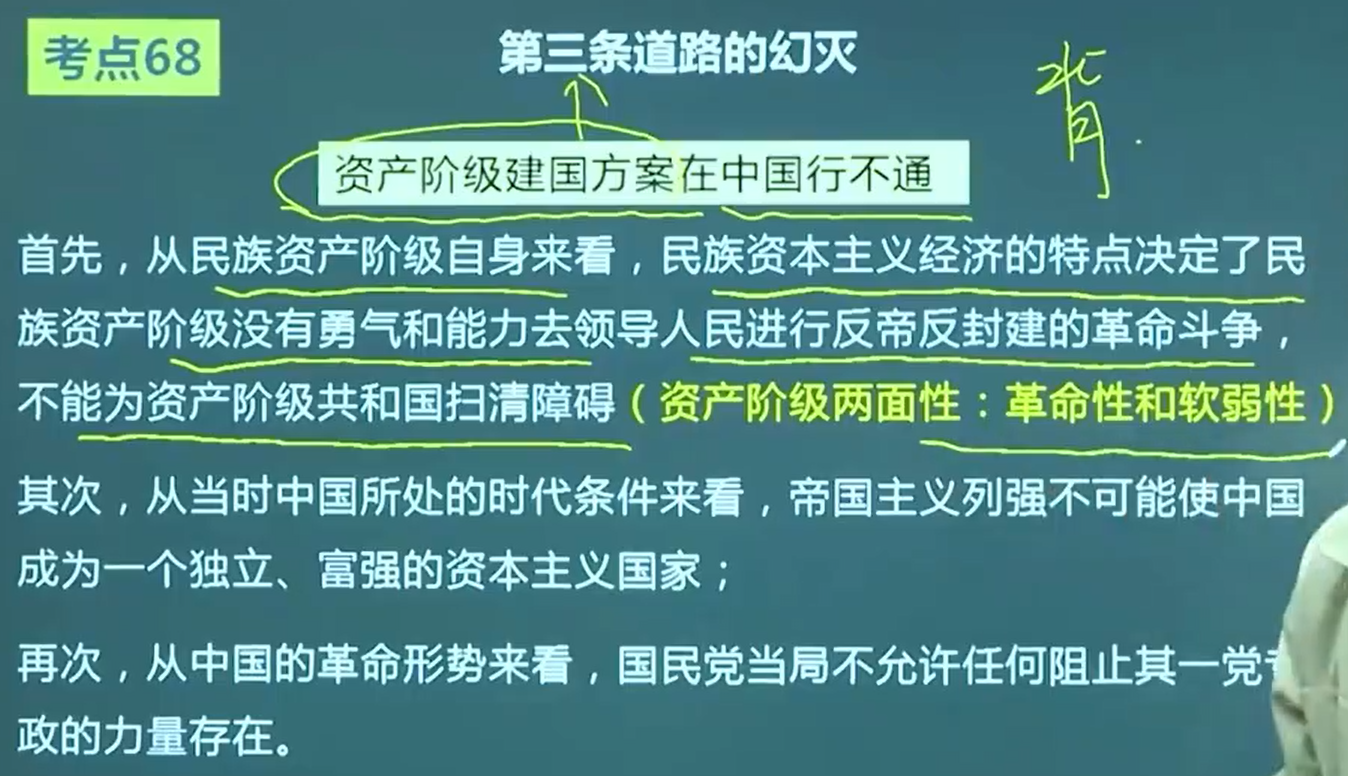 考点68
第三条道路的幻灭
背
资产阶级建国方案在中国行不通
首先，从民族资产阶级自身来看，民族资本主义经济的特点决定了民
族资产阶级没有勇气和能力去领导人民进行反帝反封建的革命斗争，
不能为资产阶级共和国扫清障碍（资产阶级两面性：革命性和软弱性）
其次，从当时中国所处的时代条件来看，帝国主义列强不可能使中国
成为一个独立、富强的资本主义国家；
再次，从中国的革命形势来看，国民党当局不允许任何阻止其一党
政的力量存在。